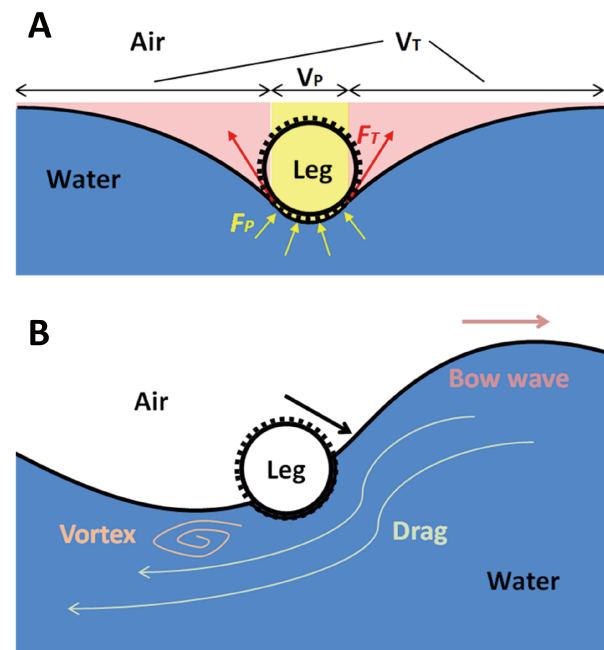 A
Air
VT
VP
FT
Leg
Water
FP
B
Bow wave
Air
Leg
Vortex
Drag
Water